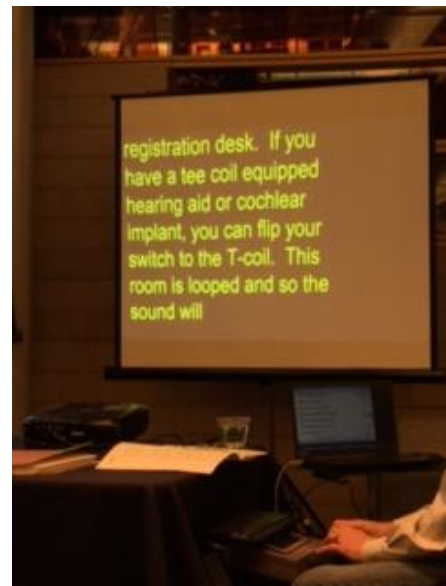 registration desk.  If you
have a tee coil equipped
hearing aid or cochlear
implant, you can flip your
switch to the T-coil.  This
room is looped and so the
sound will